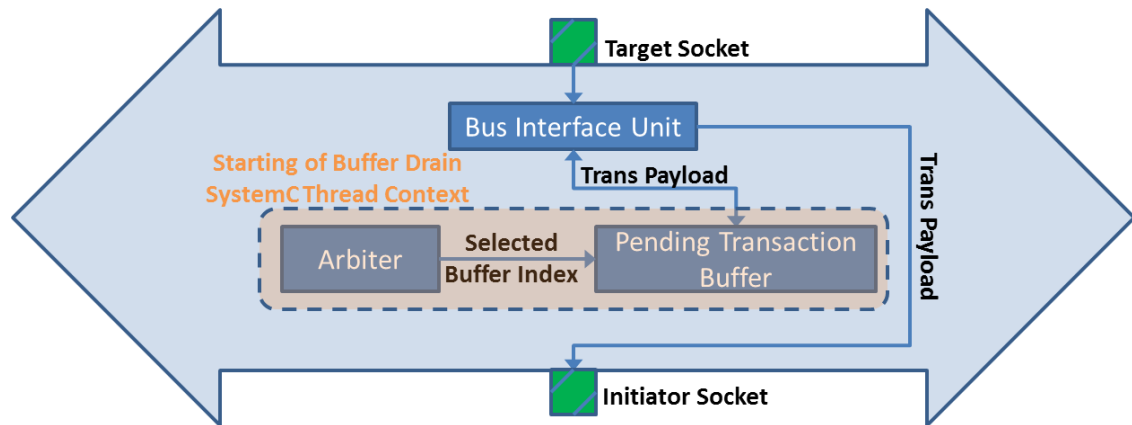 Target Socket
Bus Interface Unit
Starting of Buffer Drain
SystemC Thread Context
Trans Payload
Trans Payload
Arbiter
Selected
Buffer Index
Pending Transaction
Buffer
Initiator Socket